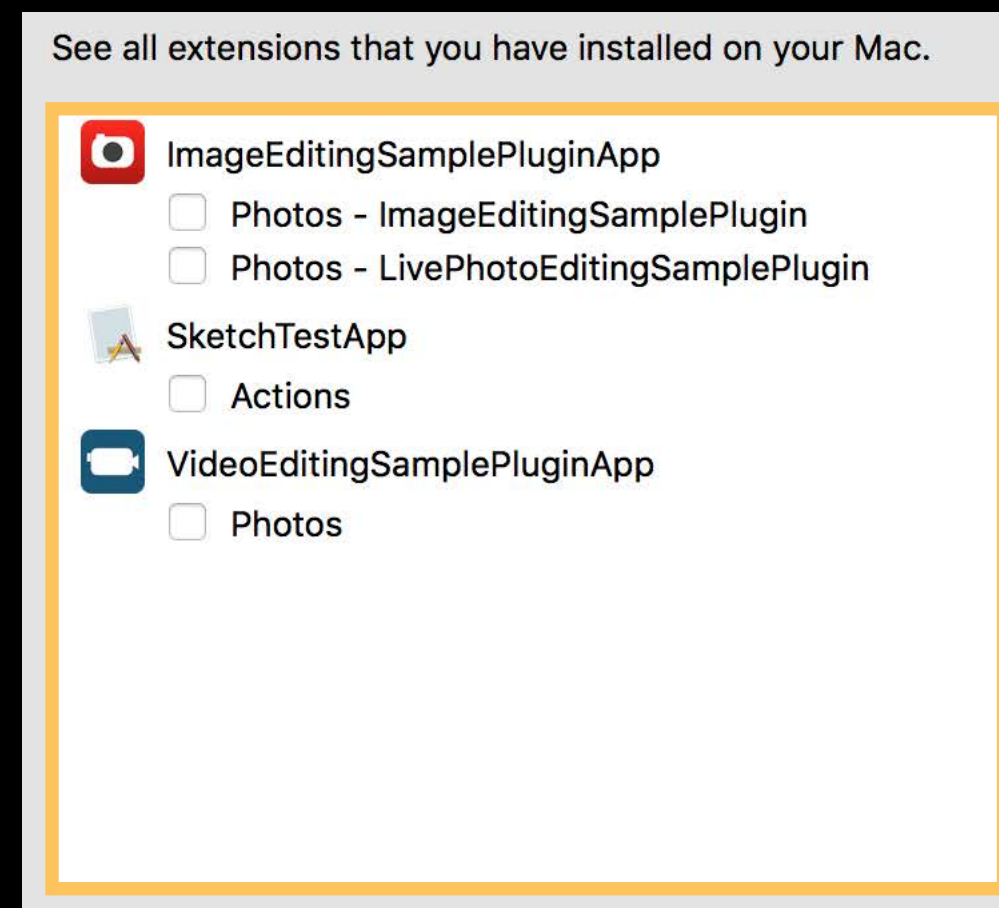 See all extensions that you have installed on your Mac.
ImageEditingSamplePluginApp
Photos - ImageEditingSamplePlugin
Photos - LivePhotoEditingSamplePlugin
SketchTestApp
Actions
VideoEditingSamplePluginApp
Photos